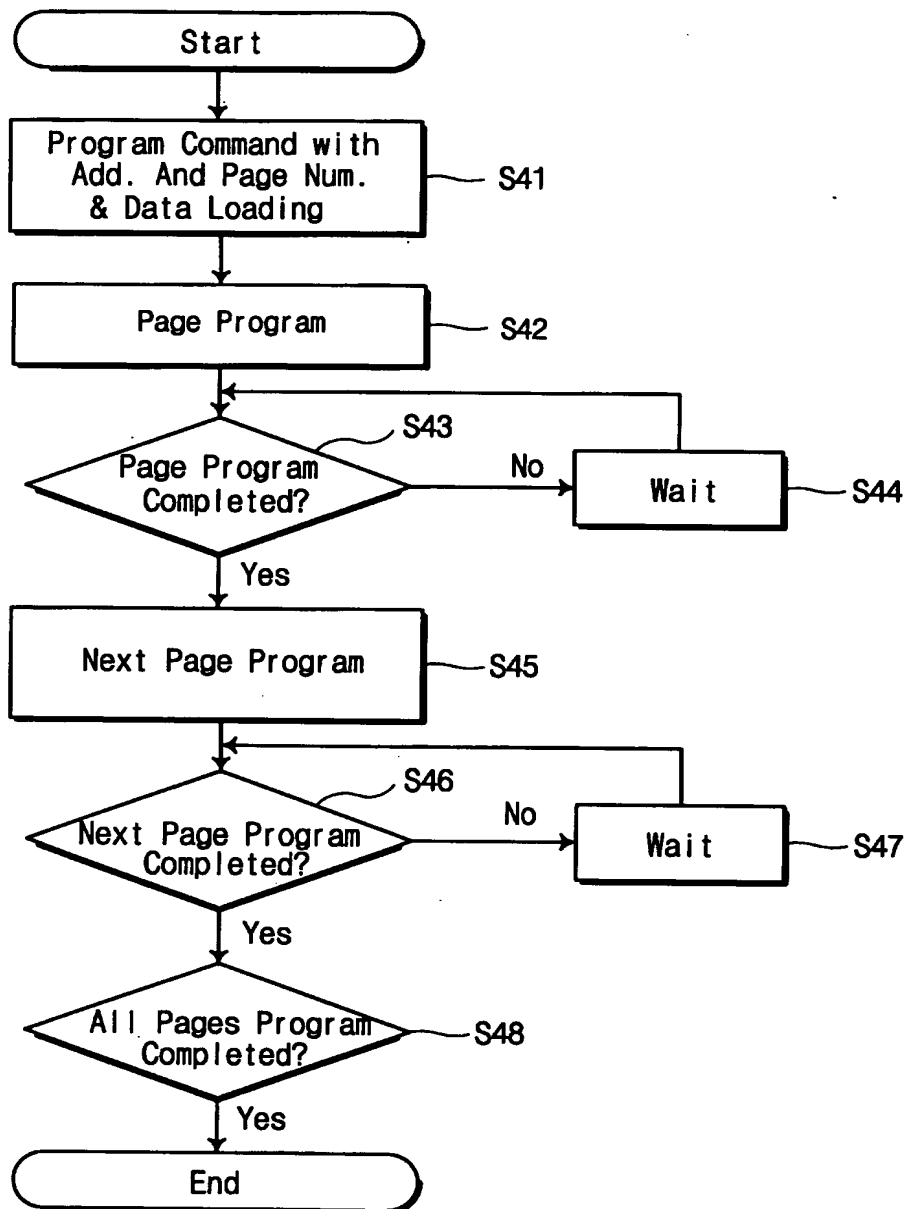 Start
Program Command with
Add. And Page Num.
& Data Loading
S41
Page Program
S42
S43
Page Program
Completed?
No
Wait
S44
Yes
Next Page Program
S45
S46
Next Page Program
Completed?
No
Wait
S47
Yes
All Pages Program
Completed?
S48
Yes
End